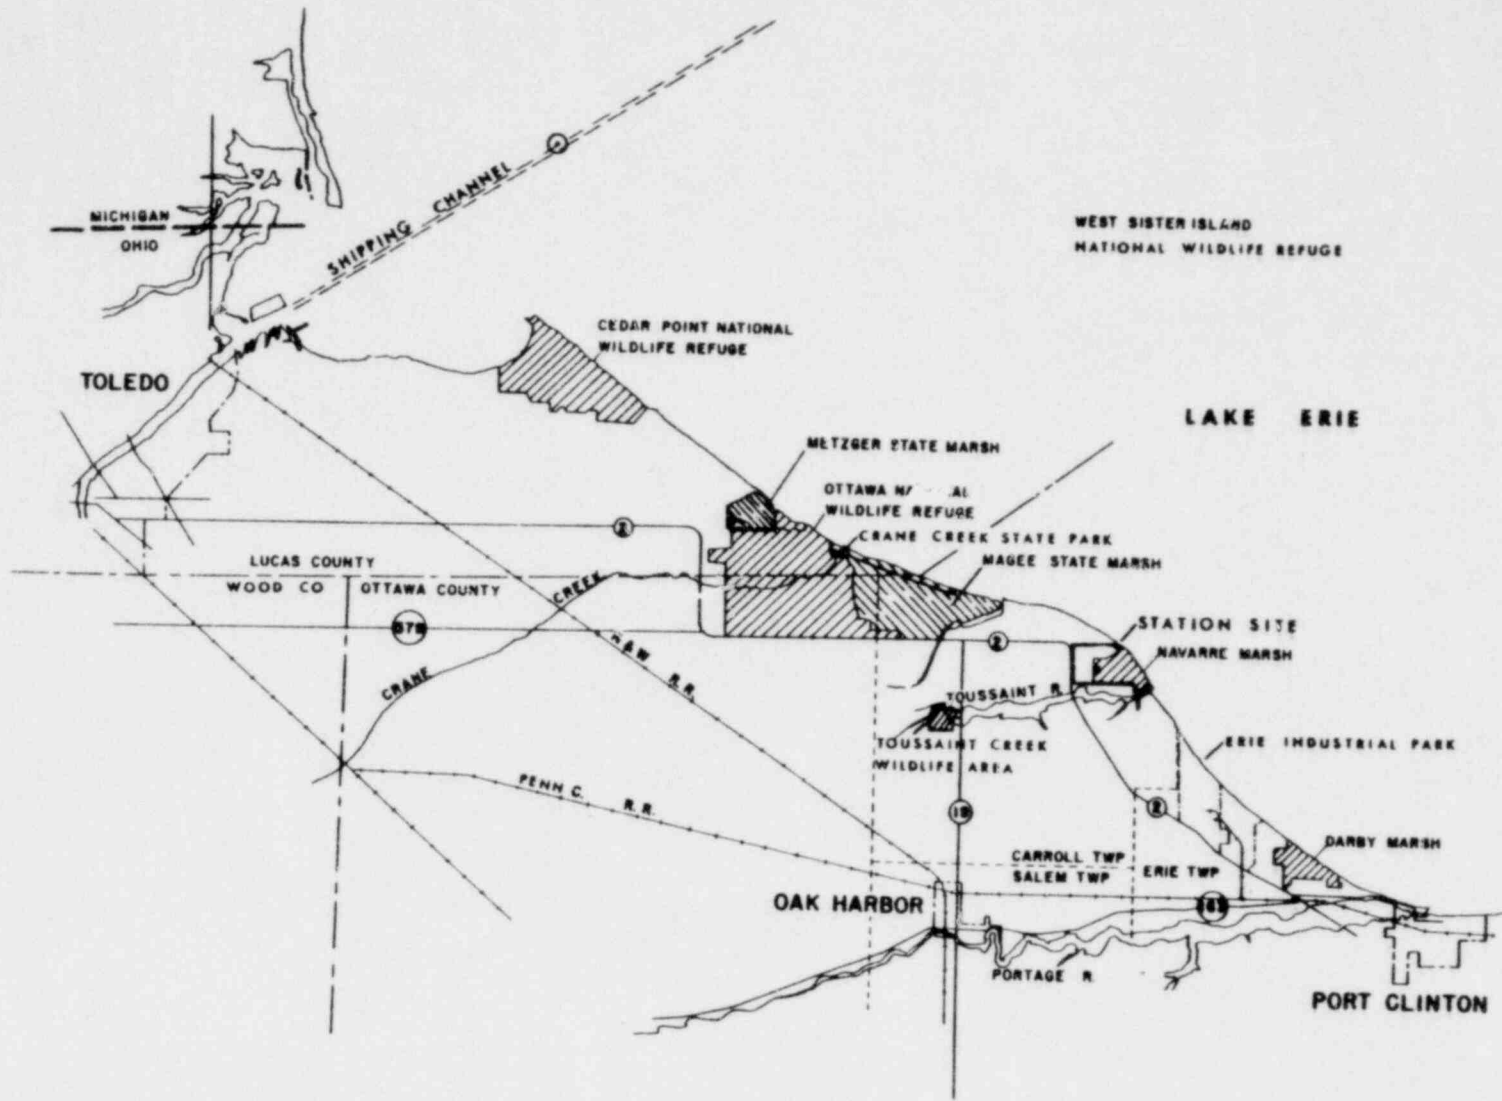 SHIPPING CHANNEL
MICHIGAN
OHIO
WEST SISTER ISLAND
NATIONAL WILDLIFE REFUGE
CEDAR POINT NATIONAL
WILDLIFE REFUGE
TOLEDO
LAKE ERIE
METZGER STATE MARSH
OTTAWA
WILDLIFE REFUGE
2
CRANE CREEK STATE PARK
LUCAS COUNTY
MAGEE STATE MARSH
WOOD CO
OTTAWA COUNTY
CRANE CREEK
STATION SITE
2
NAVARRE MARSH
R.R.
TOUSSAINT R.
TOUSSAINT CREEK
WILDLIFE AREA
ERIE INDUSTRIAL PARK
PENN C. R.R.
19
2
DARBY MARSH
CARROLL TWP
SALEM TWP
ERIE TWP
OAK HARBOR
PORTAGE R
PORT CLINTON